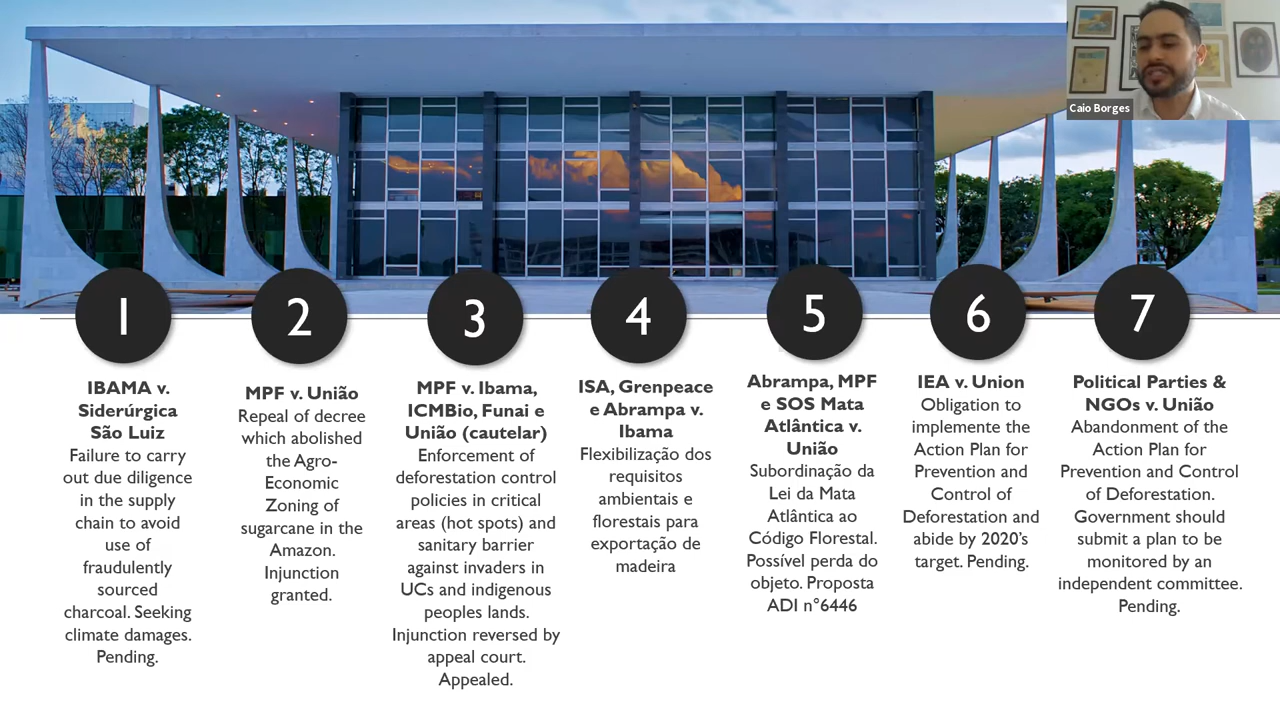 Caio Borges
1
IBAMA v.
Siderúrgica
São Luiz
Failure to carry
out due diligence
in the supply
chain to avoid
use of
fraudulently
sourced
charcoal. Seeking
climate damages.
Pending.
2
MPF v. União
Repeal of decree
which abolished
the Agro-
Economic
Zoning of
sugarcane in the
Amazon.
Injunction
granted.
3
MPF v. Ibama,
ICMBio, Funai e
União (cautelar)
Enforcement of
deforestation control
policies in critical
areas (hot spots) and
sanitary barrier
against invaders in
UCs and indigenous
peoples lands.
Injunction reversed by
appeal court.
Appealed.
4
ISA, Grenpeace
e Abrampa v.
Ibama
Flexibilização dos
requisitos
ambientais e
florestais para
exportação de
madeira
5
Abrampa, MPF
e SOS Mata
Atlântica v.
União
Subordinação da
Lei da Mata
Atlântica ao
Código Florestal.
Possível perda do
objeto. Proposta
ADI n°6446
6
IEA v. Union
Obligation to
implemente the
Action Plan for
Prevention and
Control of
Deforestation and
abide by 2020's
target. Pending.
7
Political Parties &
NGOs v. União
Abandonment of the
Action Plan for
Prevention and Control
of Deforestation.
Government should
submit a plan to be
monitored by an
independent committee.
Pending.